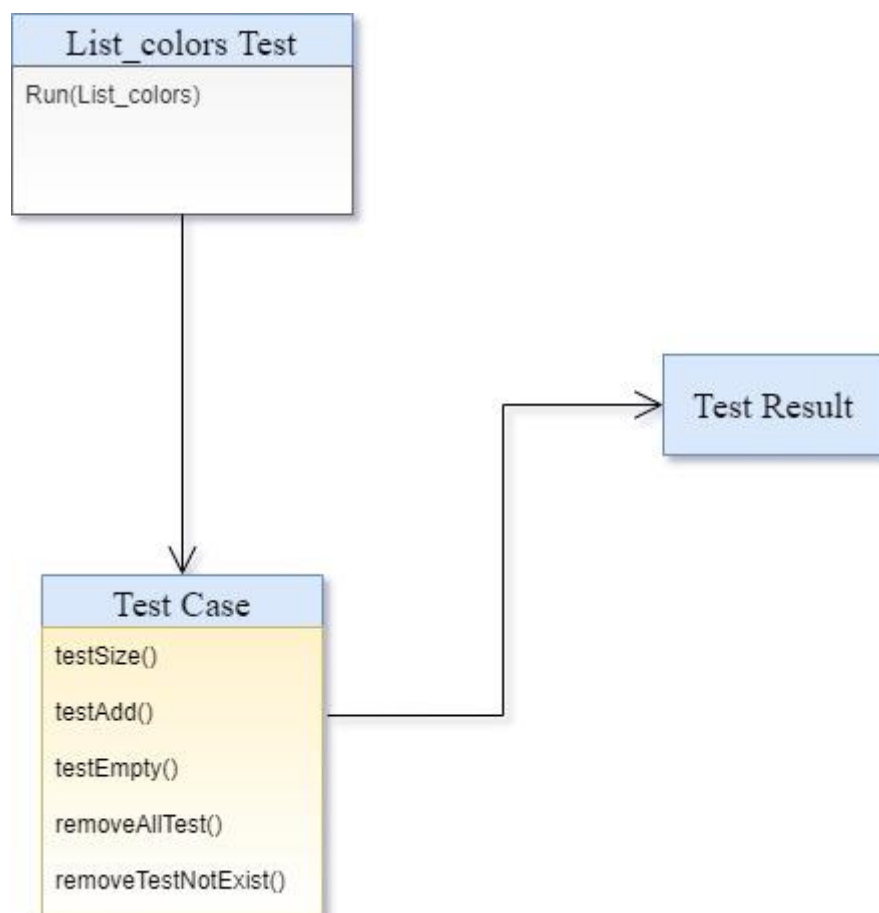 List_colors Test
Run(List_colors)
Test Result
Test Case
testSize()
testAdd()
testEmpty()
removeAllTest()
removeTestNotExist()